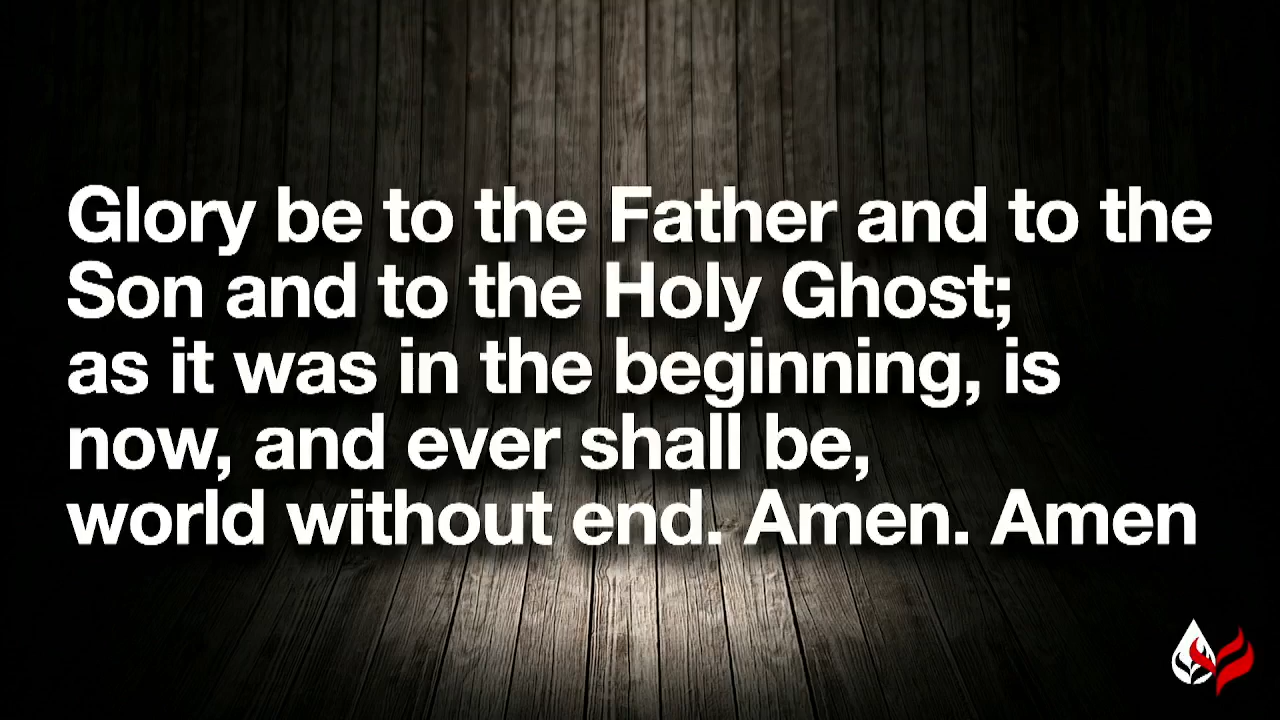 Glory be to the Father and to the
Son and to the Holy Ghost;
as it was in the beginning, is
now, and ever shall be,
world without end. Amen. Amen